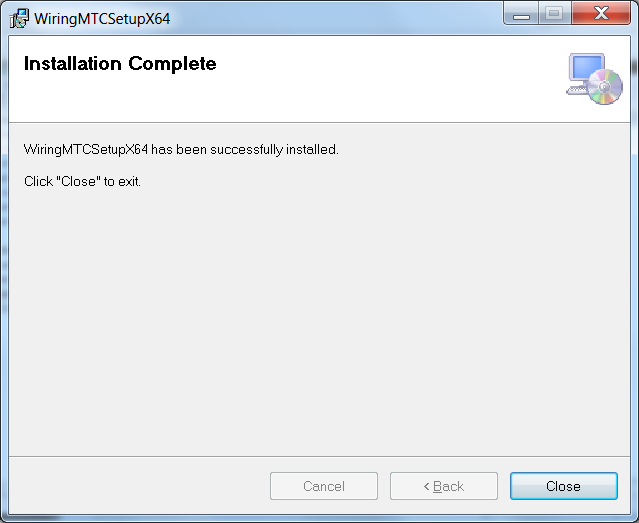 WiringMTCSetupX64
Installation Complete
WiringMTCSetupX64 has been successfully installed.
Click "Close" to exit.
Cancel
< Back
Close